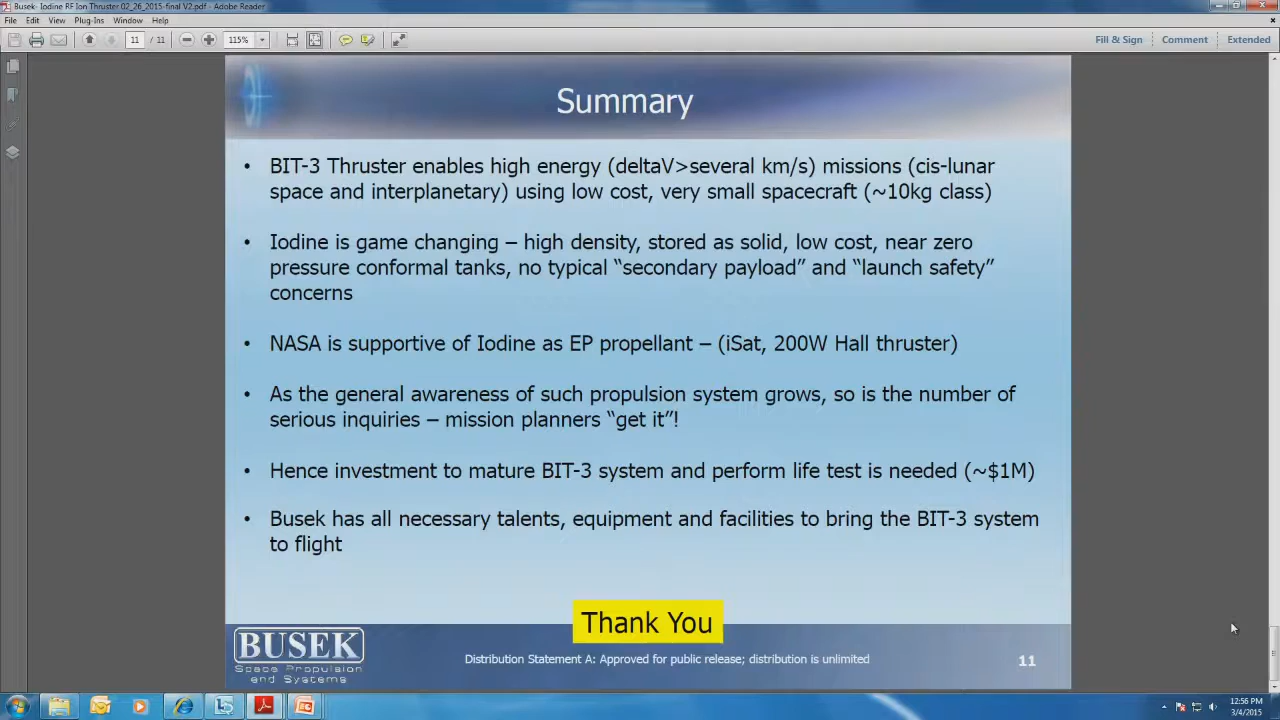 Busek- Iodine RF Ion Thruster 02_26_2015-final V2.pdf - Adobe Reader
File Edit View Plug-Ins Window Help
11 / 11 115% Fill & Sign Comment Extended
Summary
• BIT-3 Thruster enables high energy (deltaV>several km/s) missions (cis-lunar
space and interplanetary) using low cost, very small spacecraft (~10kg class)
• Iodine is game changing – high density, stored as solid, low cost, near zero
pressure conformal tanks, no typical “secondary payload” and “launch safety”
concerns
• NASA is supportive of Iodine as EP propellant – (iSat, 200W Hall thruster)
• As the general awareness of such propulsion system grows, so is the number of
serious inquiries – mission planners “get it”!
• Hence investment to mature BIT-3 system and perform life test is needed (~$1M)
• Busek has all necessary talents, equipment and facilities to bring the BIT-3 system
to flight
Thank You
BUSEK
Space Propulsion
and Systems
Distribution Statement A: Approved for public release; distribution is unlimited
11
12:56 PM
3/4/2015